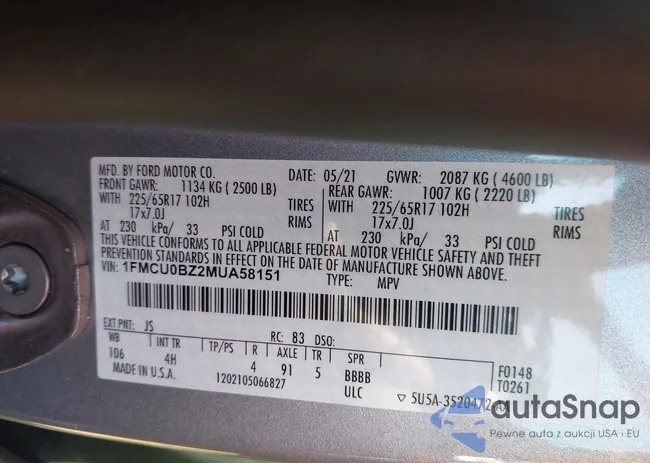 MFD. BY FORD MOTOR CO. 05/21 GVWR: 2087 KG ( 4600 LB)
FRONT GAWR: 1134 KG ( 2500 LB) REAR GAWR: 1007 KG ( 2220 LB)
WITH 225/65R17 102H TIRES WITH 225/65R17 102H TIRES
17x7.0J RIMS 17x7.0J RIMS
AT 230 kPa/ 33 PSI COLD AT 230 kPa/ 33 PSI COLD
THIS VEHICLE CONFORMS TO ALL APPLICABLE FEDERAL MOTOR VEHICLE SAFETY AND THEFT
PREVENTION STANDARDS IN EFFECT ON THE DATE OF MANUFACTURE SHOWN ABOVE.
VIN: 1FMCU0BZ2MUA58151 TYPE: MPV
EXT PNT: JS RC: 83 DSO:
WB INT TR TP/PS R AXLE TR SPR
106 4H 4 91 5 BBBB F0148
MADE IN U.S.A. 1202105066827 ULC T0261
▽ 5U5A-3520472-
autaSnap
Pewne auta z aukcji USA i EU